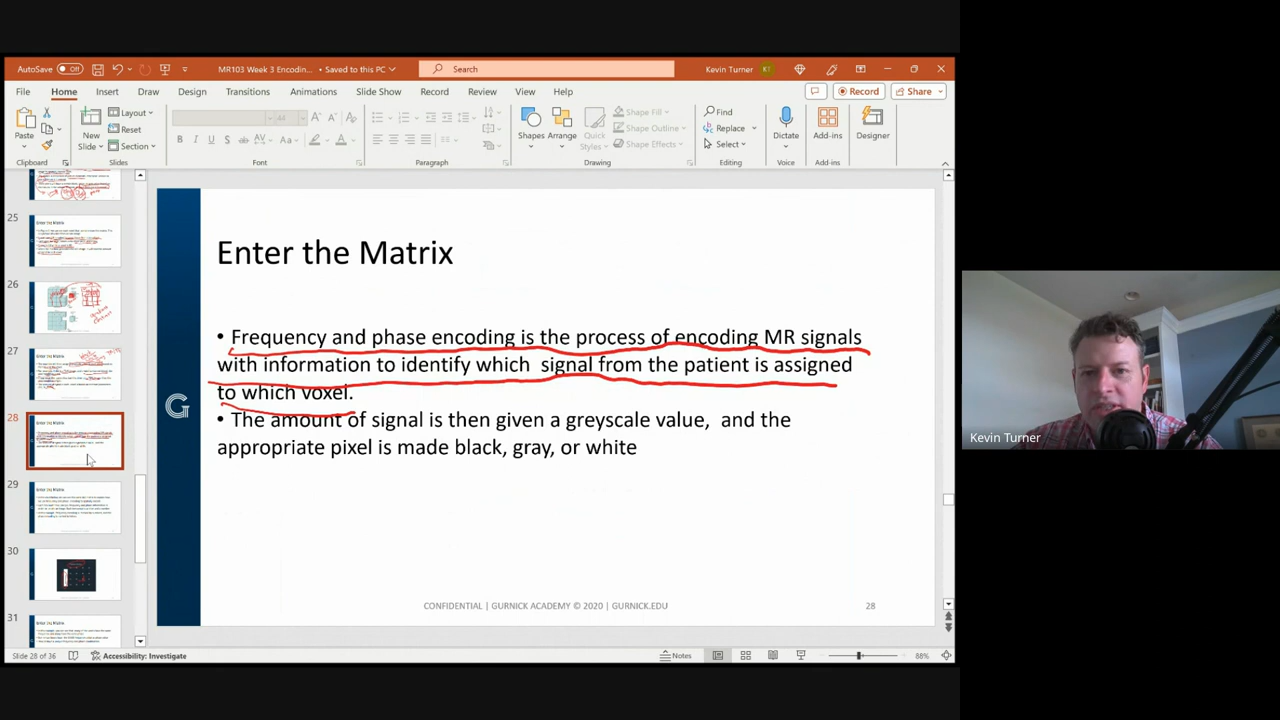 AutoSave Off MR103 Week 3 Encodin... • Saved to this PC Search Kevin Turner KT
File Home Insert Draw Design Transitions Animations Slide Show Record Review View Help Record Share
Paste New Slide Layout Reset Section Shapes Arrange Quick Styles Shape Fill Shape Outline Shape Effects Find Replace Select Dictate Add-ins Designer
Clipboard Slides Font Paragraph Drawing Editing Voice Add-ins
25
26
27
28
29
30
31
Enter the Matrix
• Frequency and phase encoding is the process of encoding MR signals
with information to identify which signal from the patient is assigned
to which voxel.
• The amount of signal is then given a greyscale value, and the
appropriate pixel is made black, gray, or white
G
CONFIDENTIAL | GURNICK ACADEMY © 2020 | GURNICK.EDU 28
Slide 28 of 36 Accessibility: Investigate Notes 88%
Kevin Turner